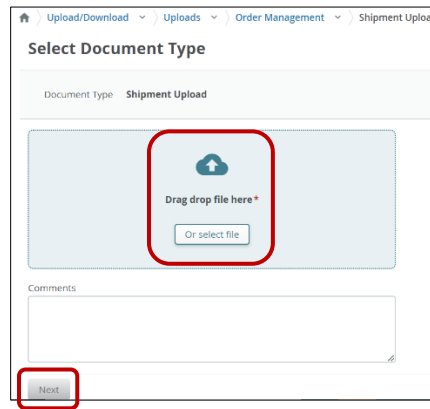 Upload/Download Uploads Order Management Shipment Uploa
Select Document Type
Document Type Shipment Upload
Drag drop file here*
Or select file
Comments
Next